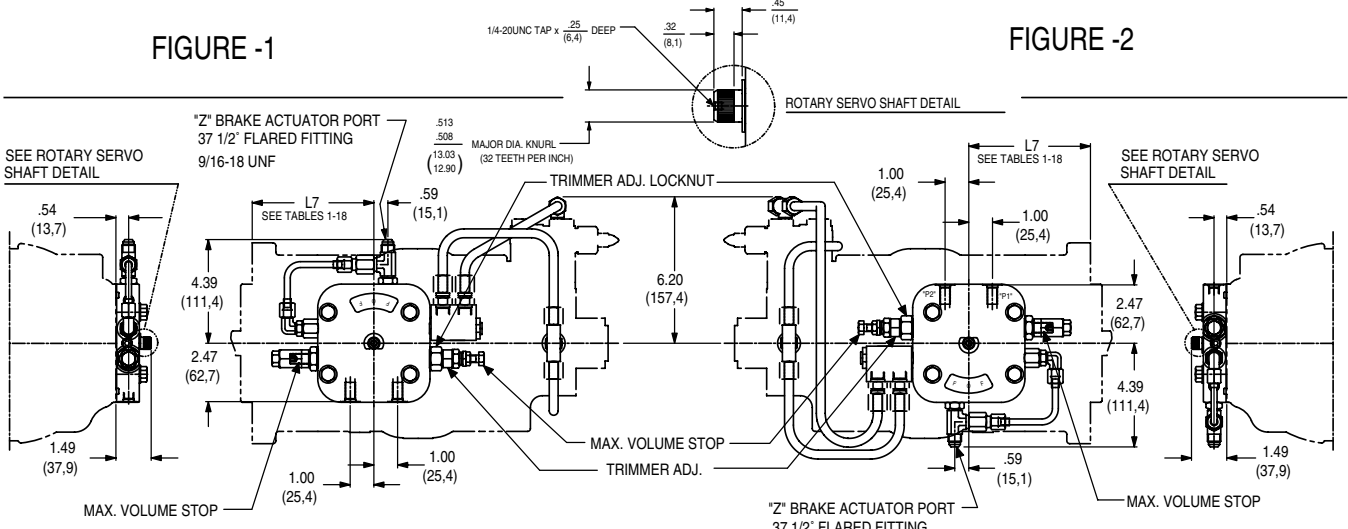 FIGURE -1
FIGURE -2
1/4-20UNC TAP x .25 DEEP
(6,4)
.45
(11,4)
.32
(8,1)
ROTARY SERVO SHAFT DETAIL
.513
.508
(13.03
12.90)
MAJOR DIA. KNURL
(32 TEETH PER INCH)
"Z" BRAKE ACTUATOR PORT
37 1/2° FLARED FITTING
9/16-18 UNF
SEE ROTARY SERVO
SHAFT DETAIL
.54
(13,7)
L7
SEE TABLES 1-18
.59
(15,1)
TRIMMER ADJ. LOCKNUT
4.39
(111,4)
2.47
(62,7)
F 0 F
6.20
(157,4)
1.49
(37,9)
1.00
(25,4)
1.00
(25,4)
MAX. VOLUME STOP
MAX. VOLUME STOP
TRIMMER ADJ.
L7
SEE TABLES 1-18
1.00
(25,4)
1.00
(25,4)
SEE ROTARY SERVO
SHAFT DETAIL
.54
(13,7)
"P2"
"P1"
2.47
(62,7)
F 0 F
4.39
(111,4)
.59
(15,1)
1.49
(37,9)
MAX. VOLUME STOP
"Z" BRAKE ACTUATOR PORT
37 1/2° FLARED FITTING